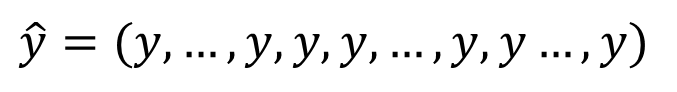 ŷ = (y, … , y, y, y, … , y, y … , y)